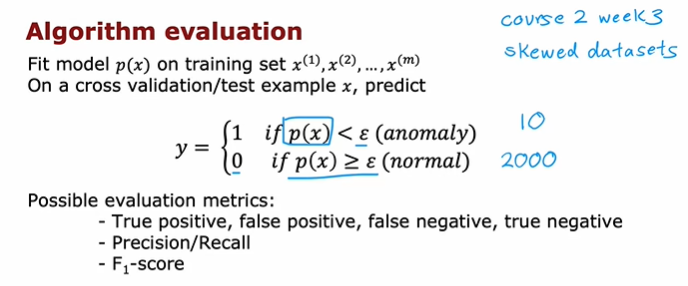 Algorithm evaluation
course 2 week 3
skewed datasets
Fit model p(x) on training set x⁽¹⁾, x⁽²⁾, …, x⁽ᵐ⁾
On a cross validation/test example x, predict
y = { 1 if p(x) < ε (anomaly) 10
0 if p(x) ≥ ε (normal) 2000
Possible evaluation metrics:
- True positive, false positive, false negative, true negative
- Precision/Recall
- F₁-score